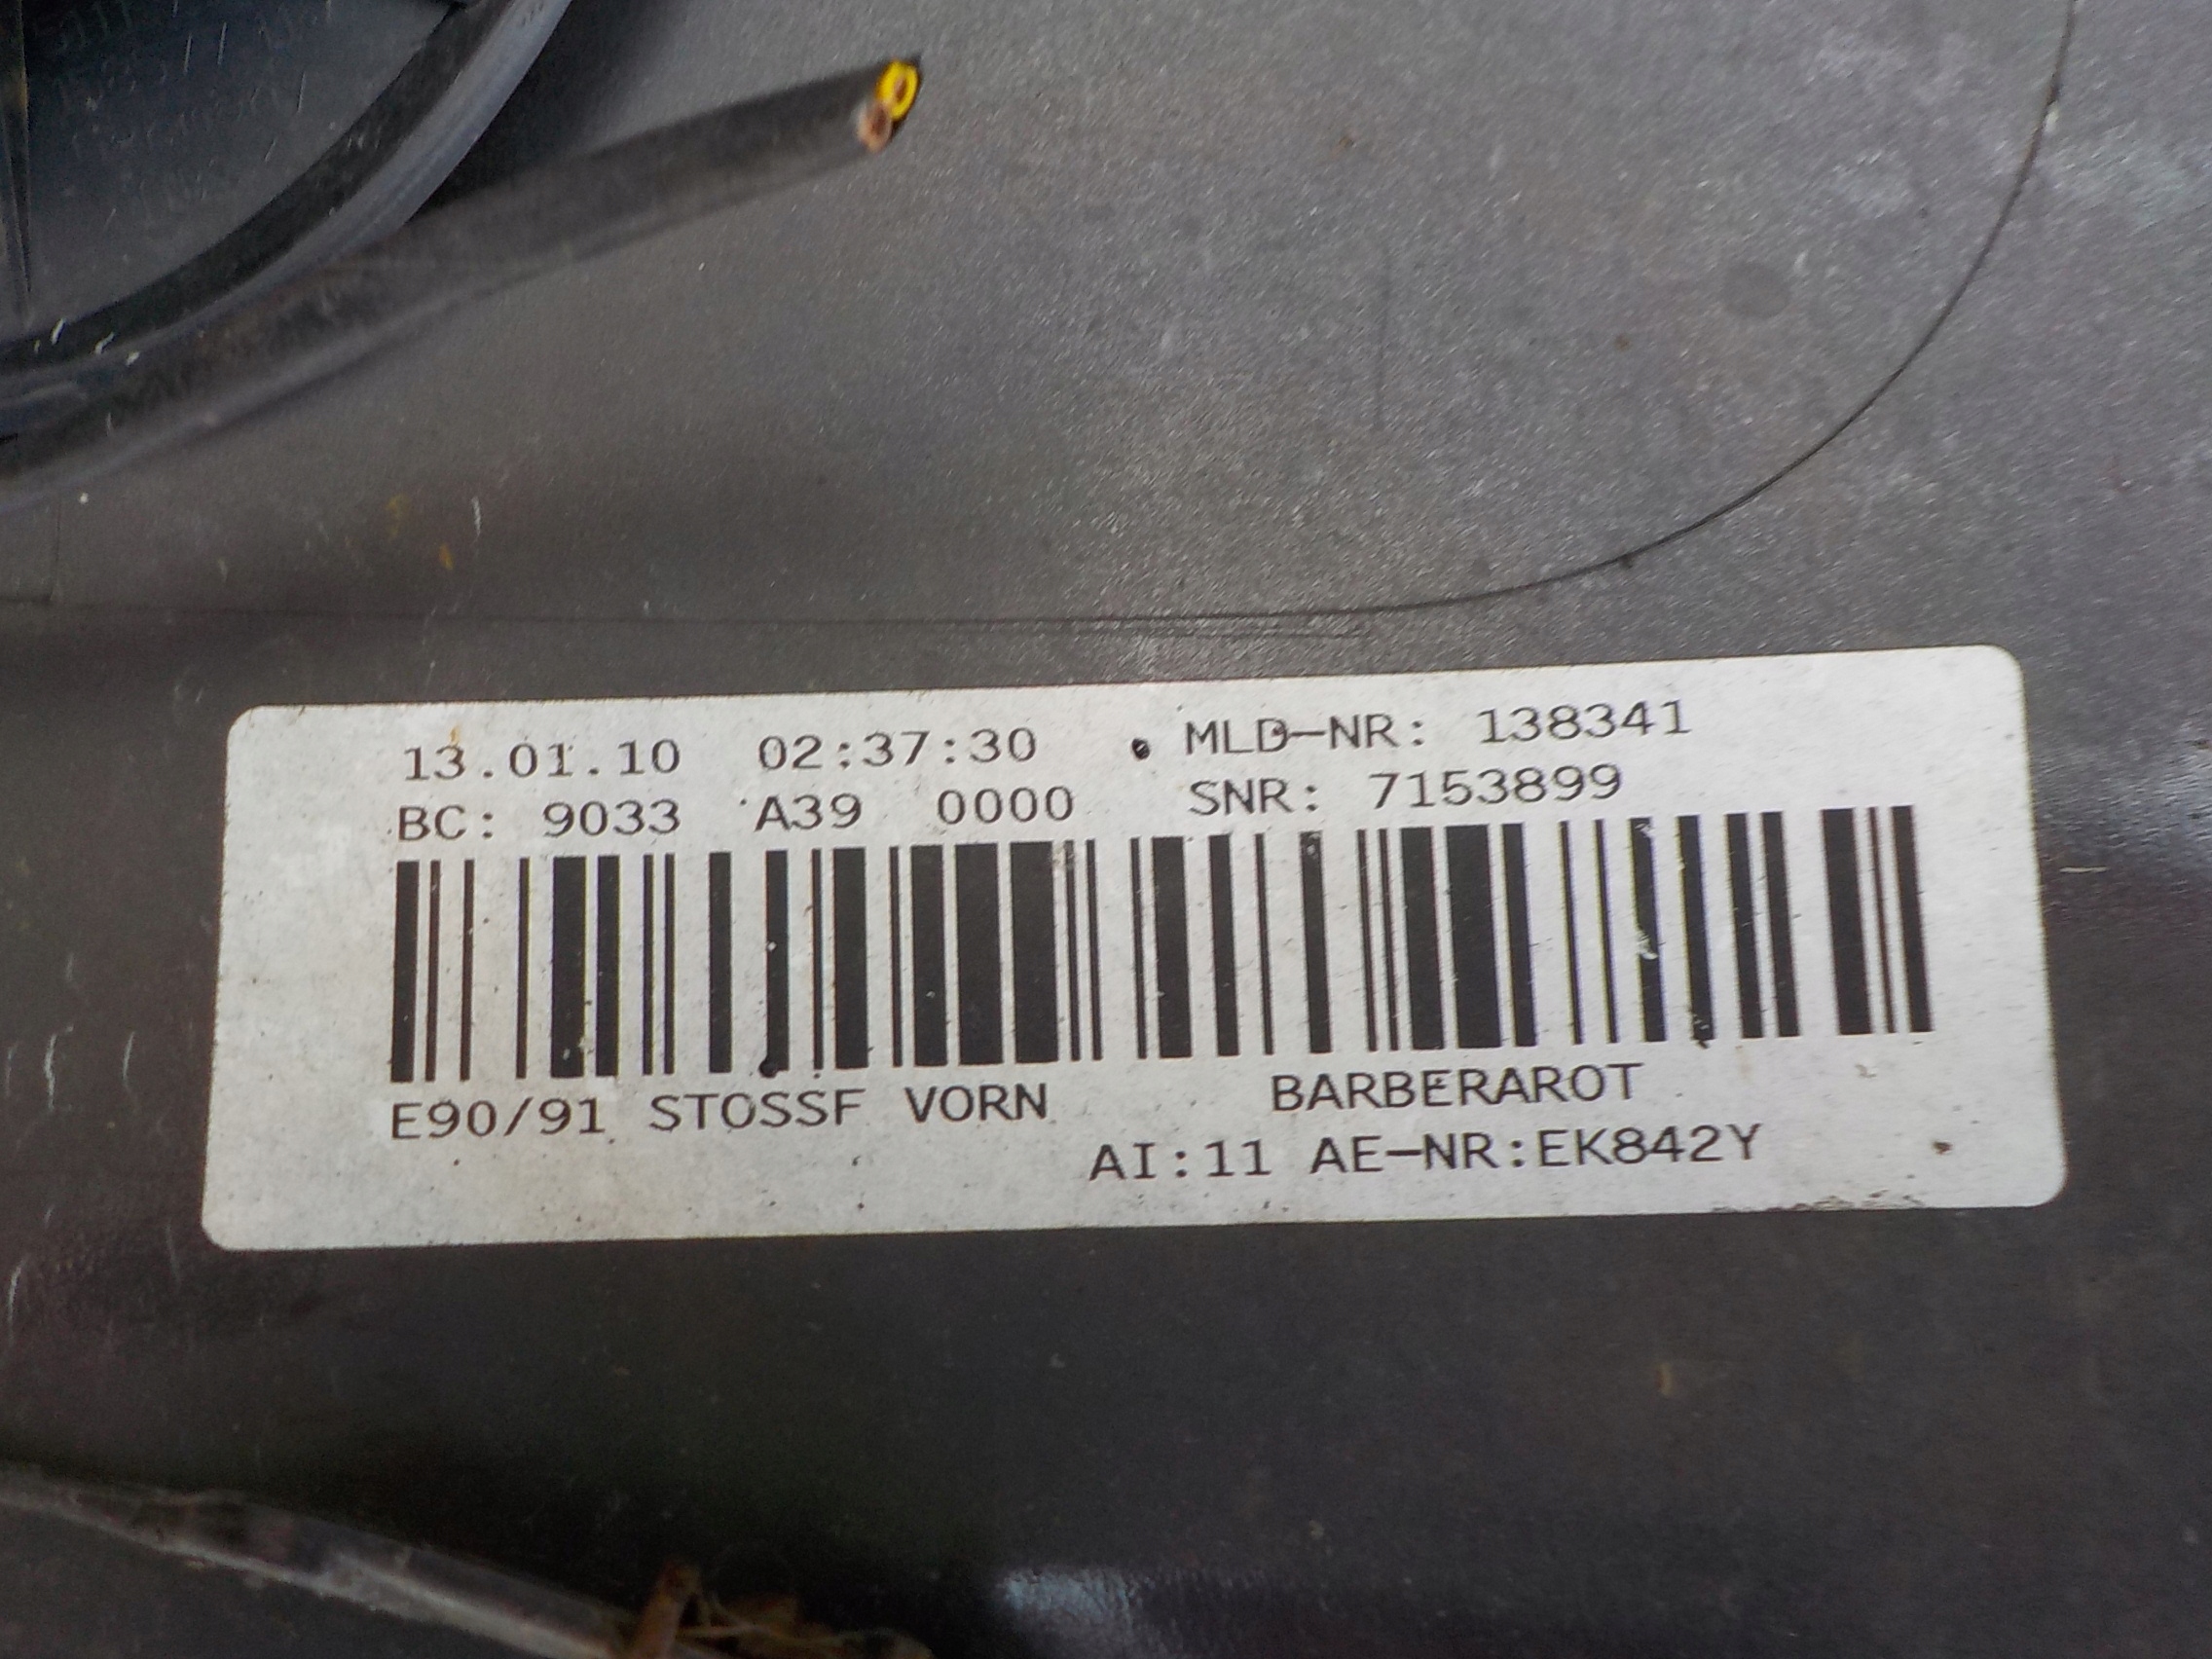 13.01.10 02:37:30 MLD-NR: 138341
BC: 9033 A39 0000 SNR: 7153899
E90/91 STOSSF VORN BARBERAROT
AI:11 AE-NR:EK842Y